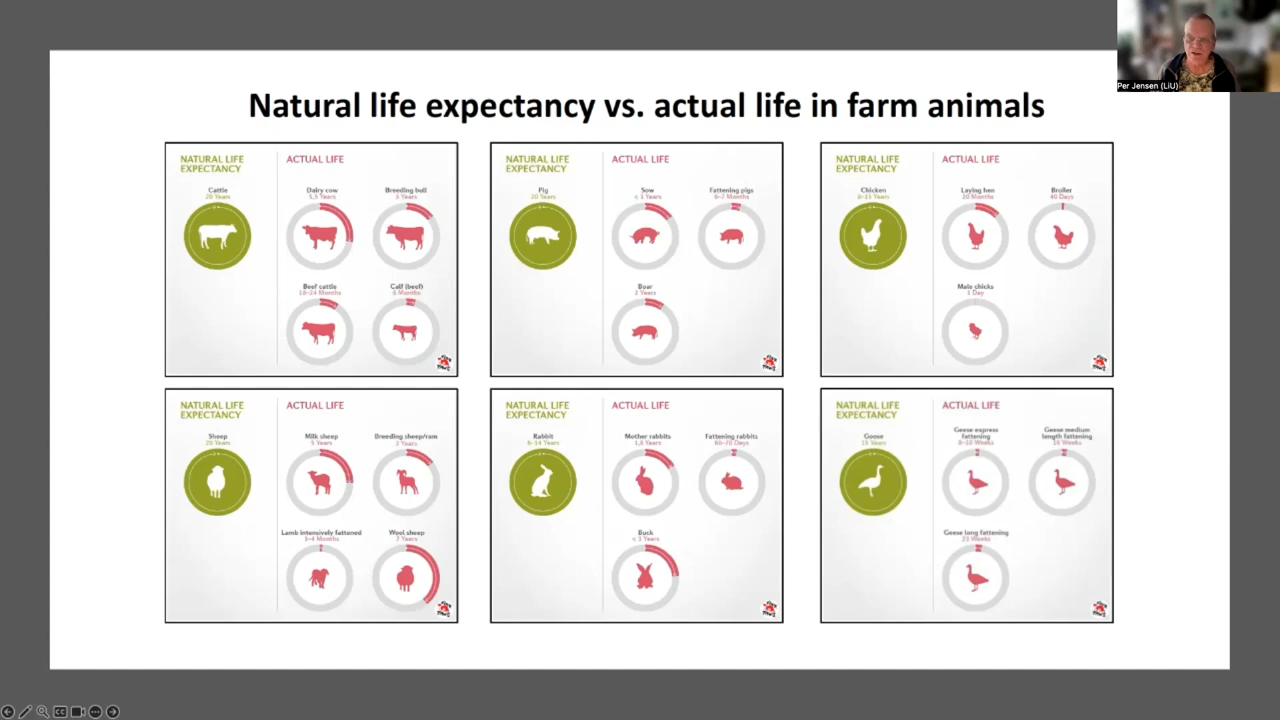 Per Jensen (LiU)
Natural life expectancy vs. actual life in farm animals
NATURAL LIFE
EXPECTANCY
ACTUAL LIFE
Cattle
20 Years
Dairy cow
5,5 Years
Breeding bull
3 Years
Beef cattle
18-24 Months
Calf (beef)
Months
NATURAL LIFE
EXPECTANCY
ACTUAL LIFE
Pig
20 Years
Sow
< 3 Years
Fattening pigs
6-7 Months
Boar
2 Years
NATURAL LIFE
EXPECTANCY
ACTUAL LIFE
Chicken
8-15 Years
Laying hen
20 Months
Broiler
40 Days
Male chicks
1 Day
NATURAL LIFE
EXPECTANCY
ACTUAL LIFE
Sheep
20 Years
Milk sheep
5 Years
Breeding sheep/ram
Years
Lamb intensively fattened
3-4 Months
Wool sheep
7 Years
NATURAL LIFE
EXPECTANCY
ACTUAL LIFE
Rabbit
8-14 Years
Mother rabbits
1,8 Years
Fattening rabbits
60-70 Days
Buck
< 3 Years
NATURAL LIFE
EXPECTANCY
ACTUAL LIFE
Goose
15 Years
Geese express
fattening
8-10 Weeks
Geese medium
length fattening
16 Weeks
Geese long fattening
23 Weeks
CC